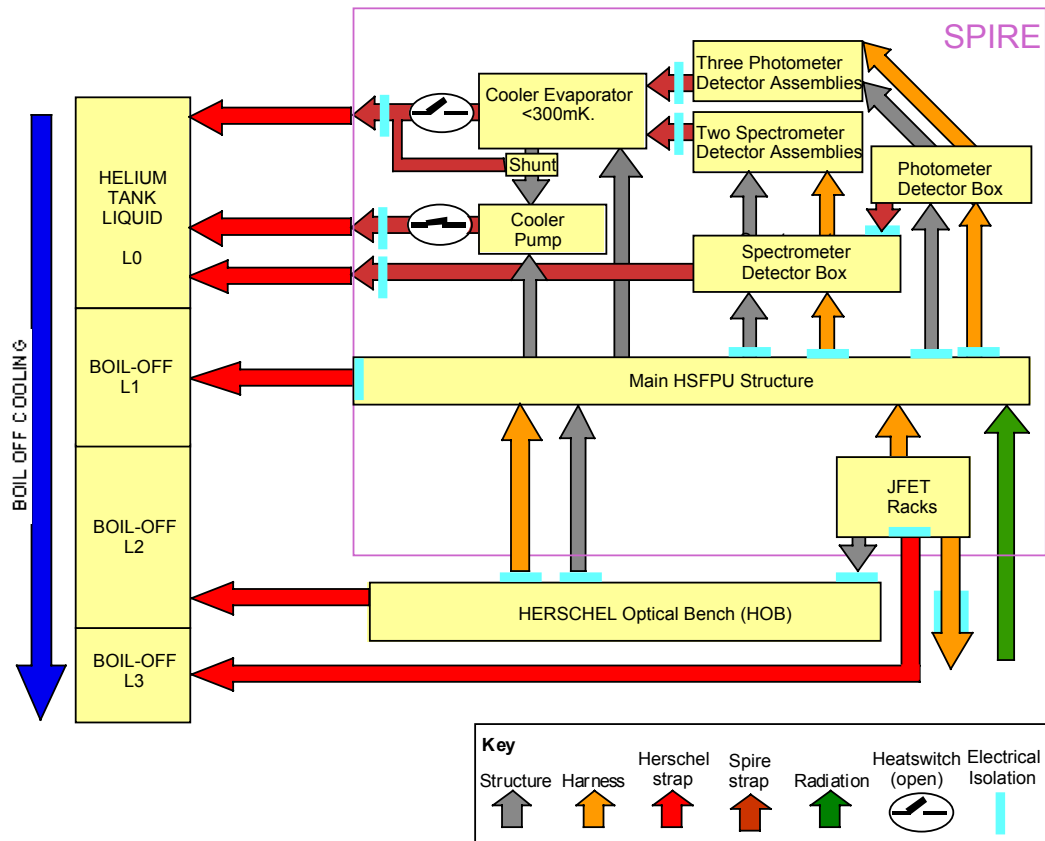 SPIRE
Three Photometer
Detector Assemblies
Cooler Evaporator
<300mK.
Two Spectrometer
Detector Assemblies
Shunt
Photometer
Detector Box
HELIUM
TANK
LIQUID
L0
Cooler
Pump
Spectrometer
Detector Box
BOIL-OFF
L1
Main HSFPU Structure
BOIL OFF COOLING
JFET
Racks
BOIL-OFF
L2
HERSCHEL Optical Bench (HOB)
BOIL-OFF
L3
Key
Structure
Harness
Herschel
strap
Spire
strap
Radiation
Heatswitch
(open)
Electrical
Isolation